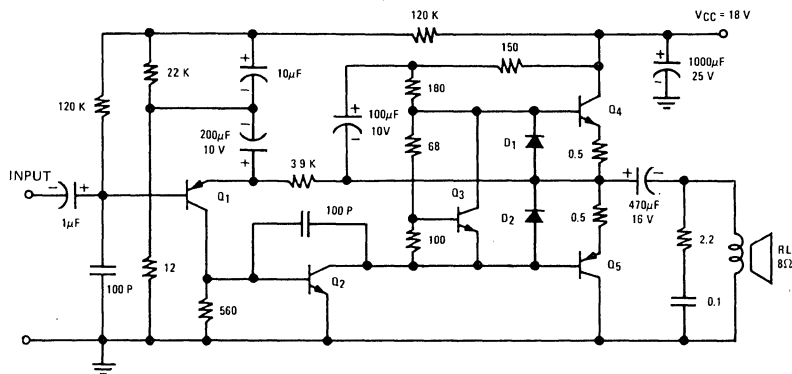 120 K
VCC = 18 V
150
22 K
10µF
1000µF
25 V
120 K
180
100µF
10V
Q4
200µF
10 V
68
D1
0.5
INPUT
3.9 K
Q3
1µF
Q1
470µF
16 V
D2
0.5
100 P
100
2.2
RL
8Ω
100 P
12
Q2
Q5
560
0.1